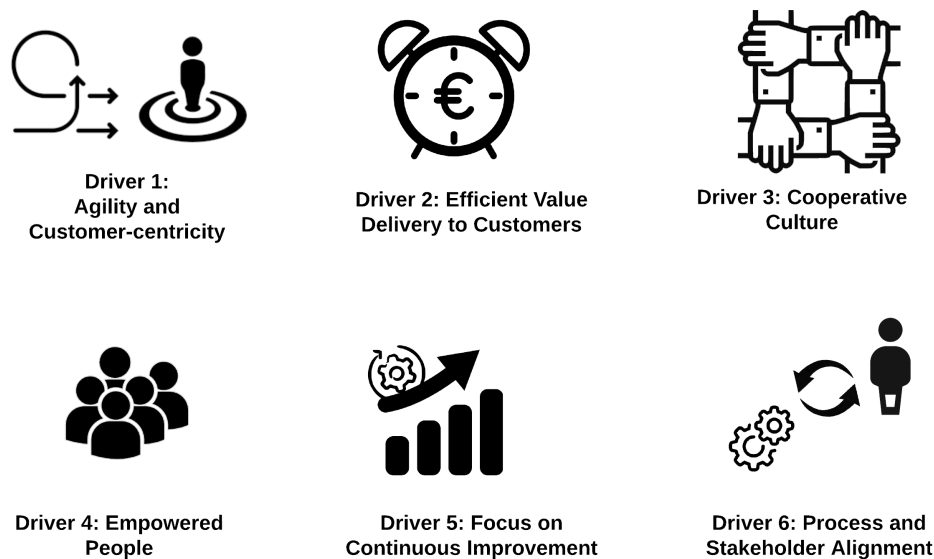 €
Driver 1:
Agility and
Customer-centricity
Driver 2: Efficient Value
Delivery to Customers
Driver 3: Cooperative
Culture
Driver 4: Empowered
People
Driver 5: Focus on
Continuous Improvement
Driver 6: Process and
Stakeholder Alignment